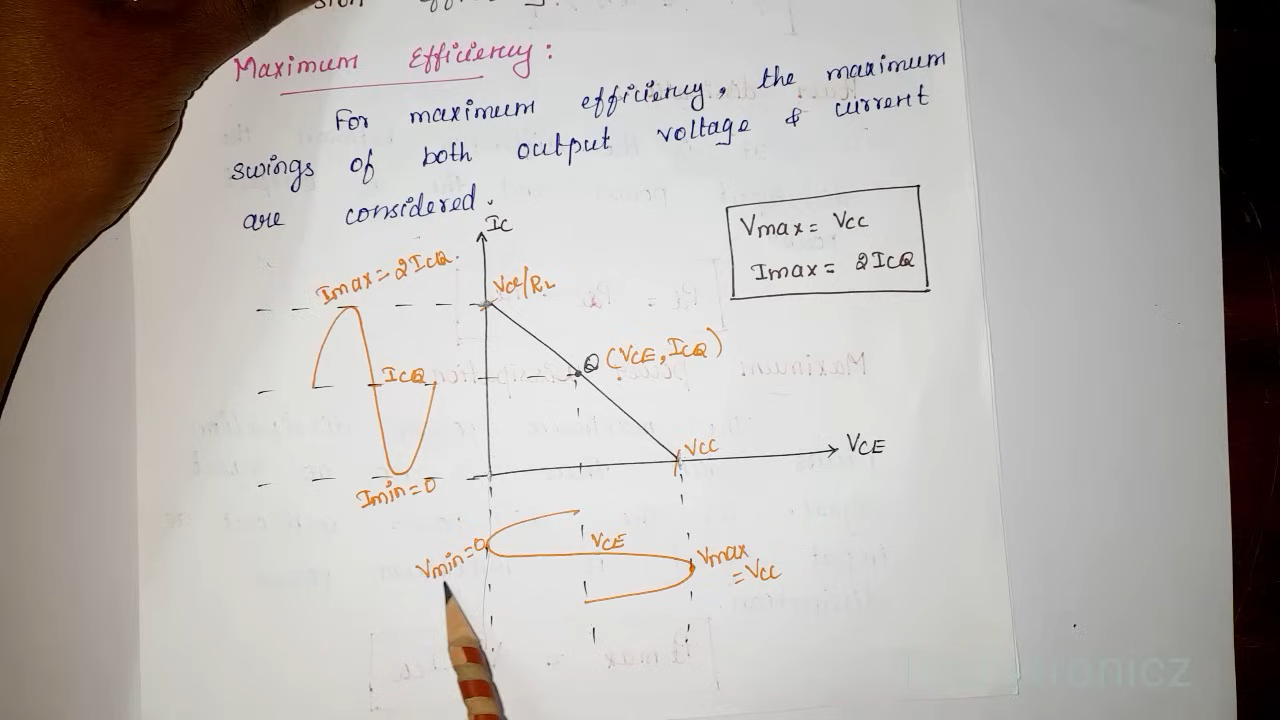 Maximum Efficiency:
For maximum efficiency, the maximum
swings of both output voltage & current
are considered.
IC
Vmax = Vcc
Imax = 2ICQ
Imax = 2ICQ.
Vcc/RL
Q (VCE, ICQ)
ICQ
VCC
VCE
Imin = 0
Vmin = 0
VCE
Vmax
= Vcc